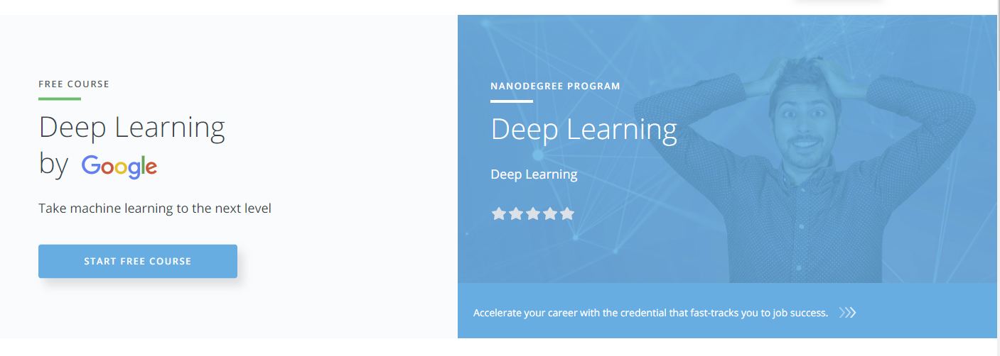 FREE COURSE
Deep Learning
by Google
Take machine learning to the next level
START FREE COURSE
NANODEGREE PROGRAM
Deep Learning
Deep Learning
Accelerate your career with the credential that fast-tracks you to job success.